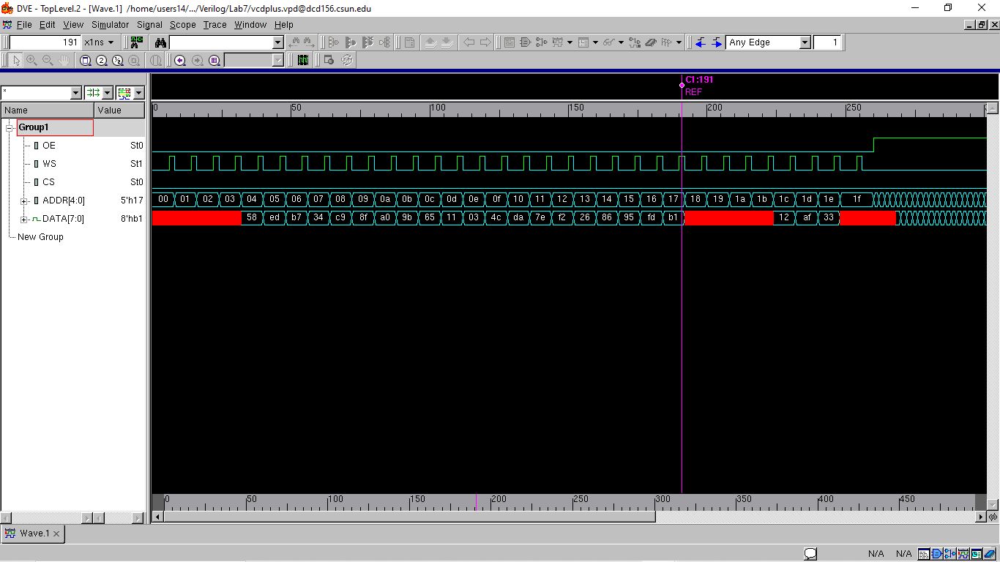 DVE - TopLevel.2 - [Wave.1] /home/users14/.../Verilog/Lab7/vcdplus.vpd@dcd156.csun.edu
File Edit View Simulator Signal Scope Trace Window Help
191 x1ns Any Edge 1
2 ½
C1:191
REF
*
Name Value
0 50 100 150 200 250
Group1
OE St0
WS St1
CS St0
ADDR[4:0] 5'h17 00 01 02 03 04 05 06 07 08 09 0a 0b 0c 0d 0e 0f 10 11 12 13 14 15 16 17 18 19 1a 1b 1c 1d 1e 1f
DATA[7:0] 8'hb1 58 ed b7 34 c9 8f a0 9b 65 11 03 4c da 7e f2 26 86 95 fd b1 12 af 33
New Group
0 50 100 150 200 250 300 350 400 450
Wave.1
N/A N/A